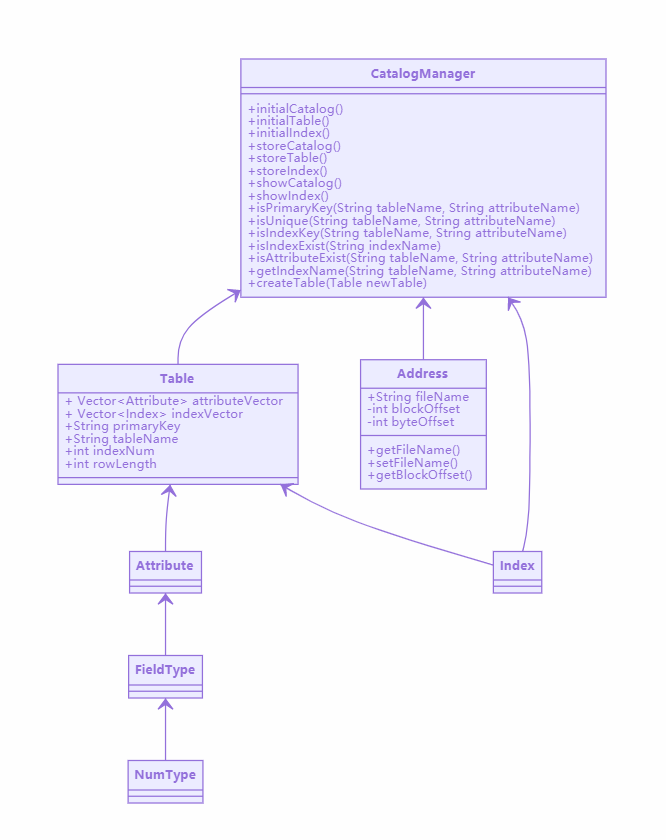 CatalogManager
+initialCatalog()
+initialTable()
+initialIndex()
+storeCatalog()
+storeTable()
+storeIndex()
+showCatalog()
+showIndex()
+isPrimaryKey(String tableName, String attributeName)
+isUnique(String tableName, String attributeName)
+isIndexKey(String tableName, String attributeName)
+isIndexExist(String indexName)
+isAttributeExist(String tableName, String attributeName)
+getIndexName(String tableName, String attributeName)
+createTable(Table newTable)
Table
+ Vector<Attribute> attributeVector
+ Vector<Index> indexVector
+String primaryKey
+String tableName
+int indexNum
+int rowLength
Address
+String fileName
-int blockOffset
-int byteOffset
+getFileName()
+setFileName()
+getBlockOffset()
Attribute
Index
FieldType
NumType